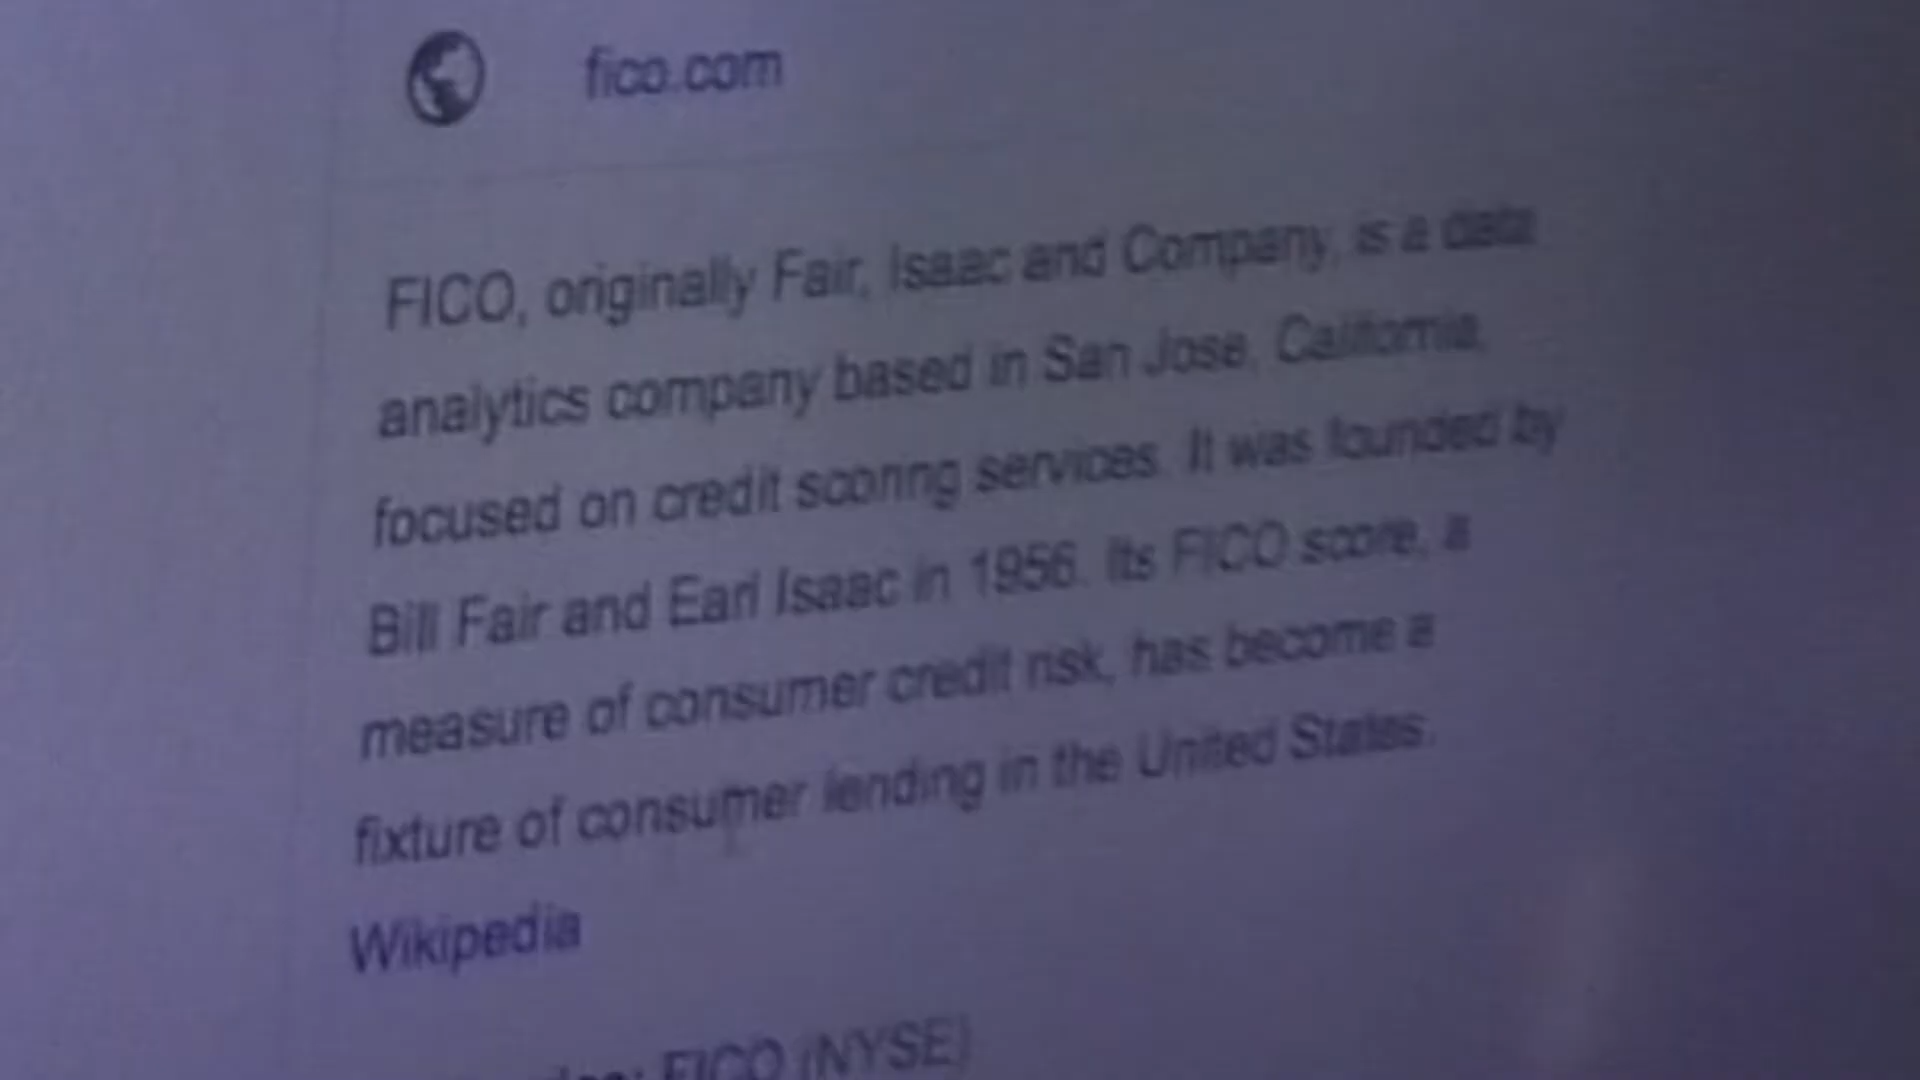 fico.com
FICO, originally Fair, Isaac and Company, is a data
analytics company based in San Jose, California,
focused on credit scoring services. It was founded by
Bill Fair and Earl Isaac in 1956. Its FICO score, a
measure of consumer credit risk, has become a
fixture of consumer lending in the United States.
Wikipedia
FICO (NYSE)